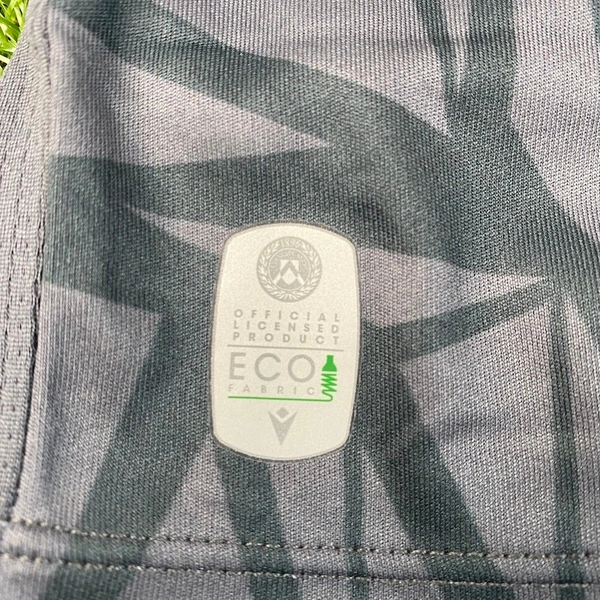 OFFICIAL
LICENSED
PRODUCT
ECO
FABRIC